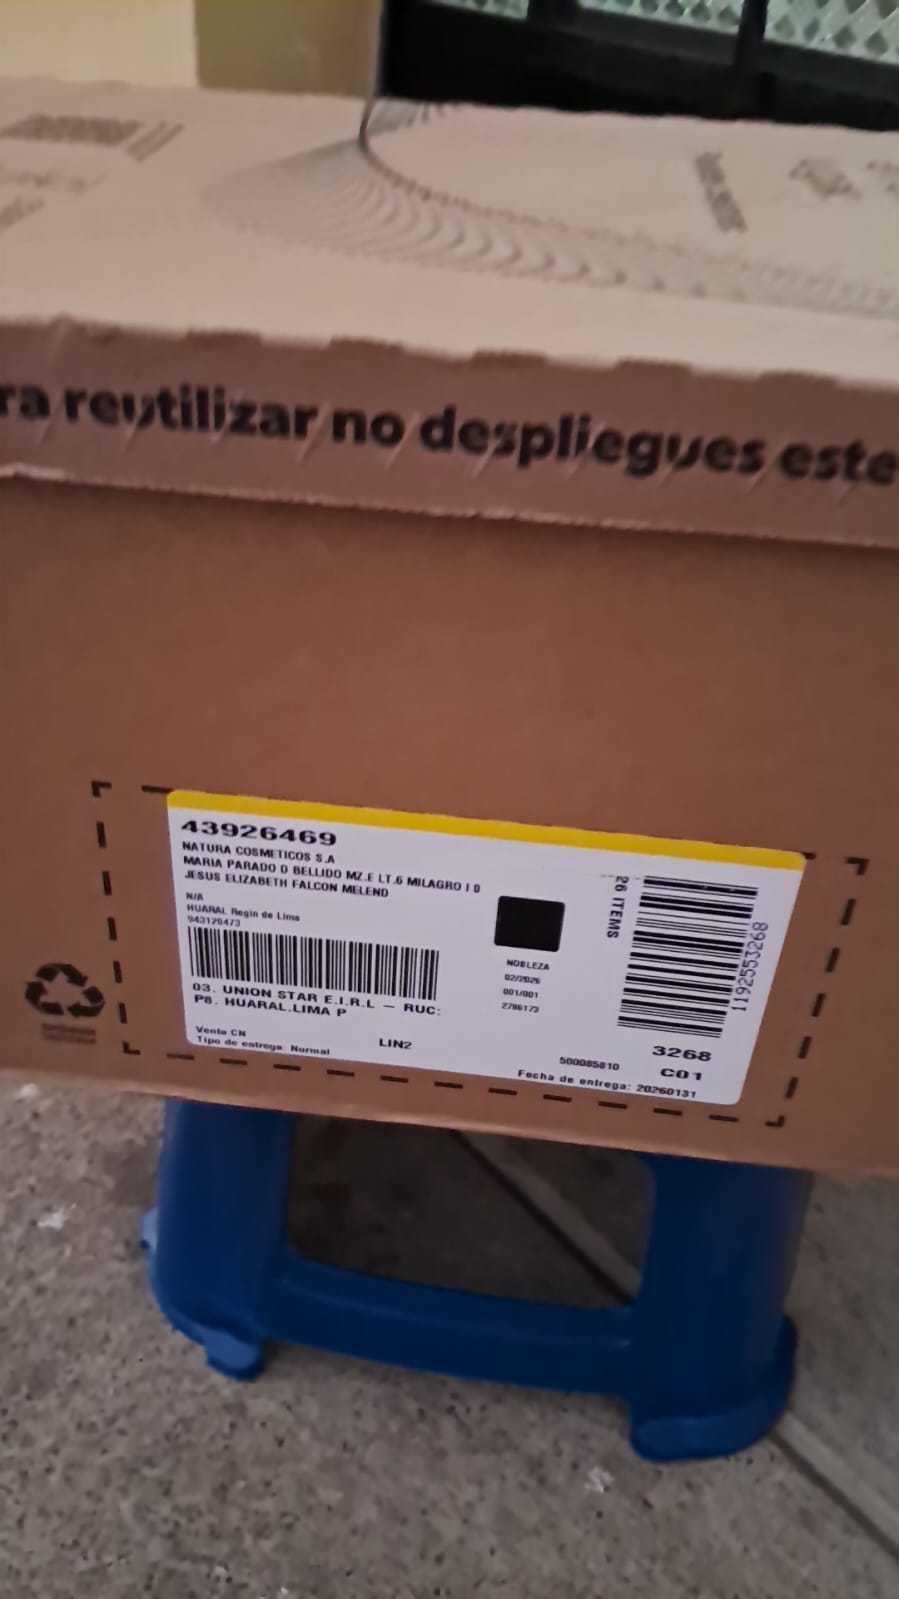 ra reutilizar no despliegues este
43926469
NATURA COSMETICOS S.A
MARIA PARADO D BELLIDO MZ.E LT.6 MILAGRO I D
JESUS ELIZABETH FALCON MELEND
N/A
HUARAL Regin de Lima
943120473
03. UNION STAR E.I.R.L – RUC:
P8. HUARAL.LIMA P
Venta CN
Tipo de entrega: Normal
LIN2
NOBLEZA
02/2026
001/001
2786173
26 ITEMS
1192553268
3268
500085810
C01
Fecha de entrega: 20260131